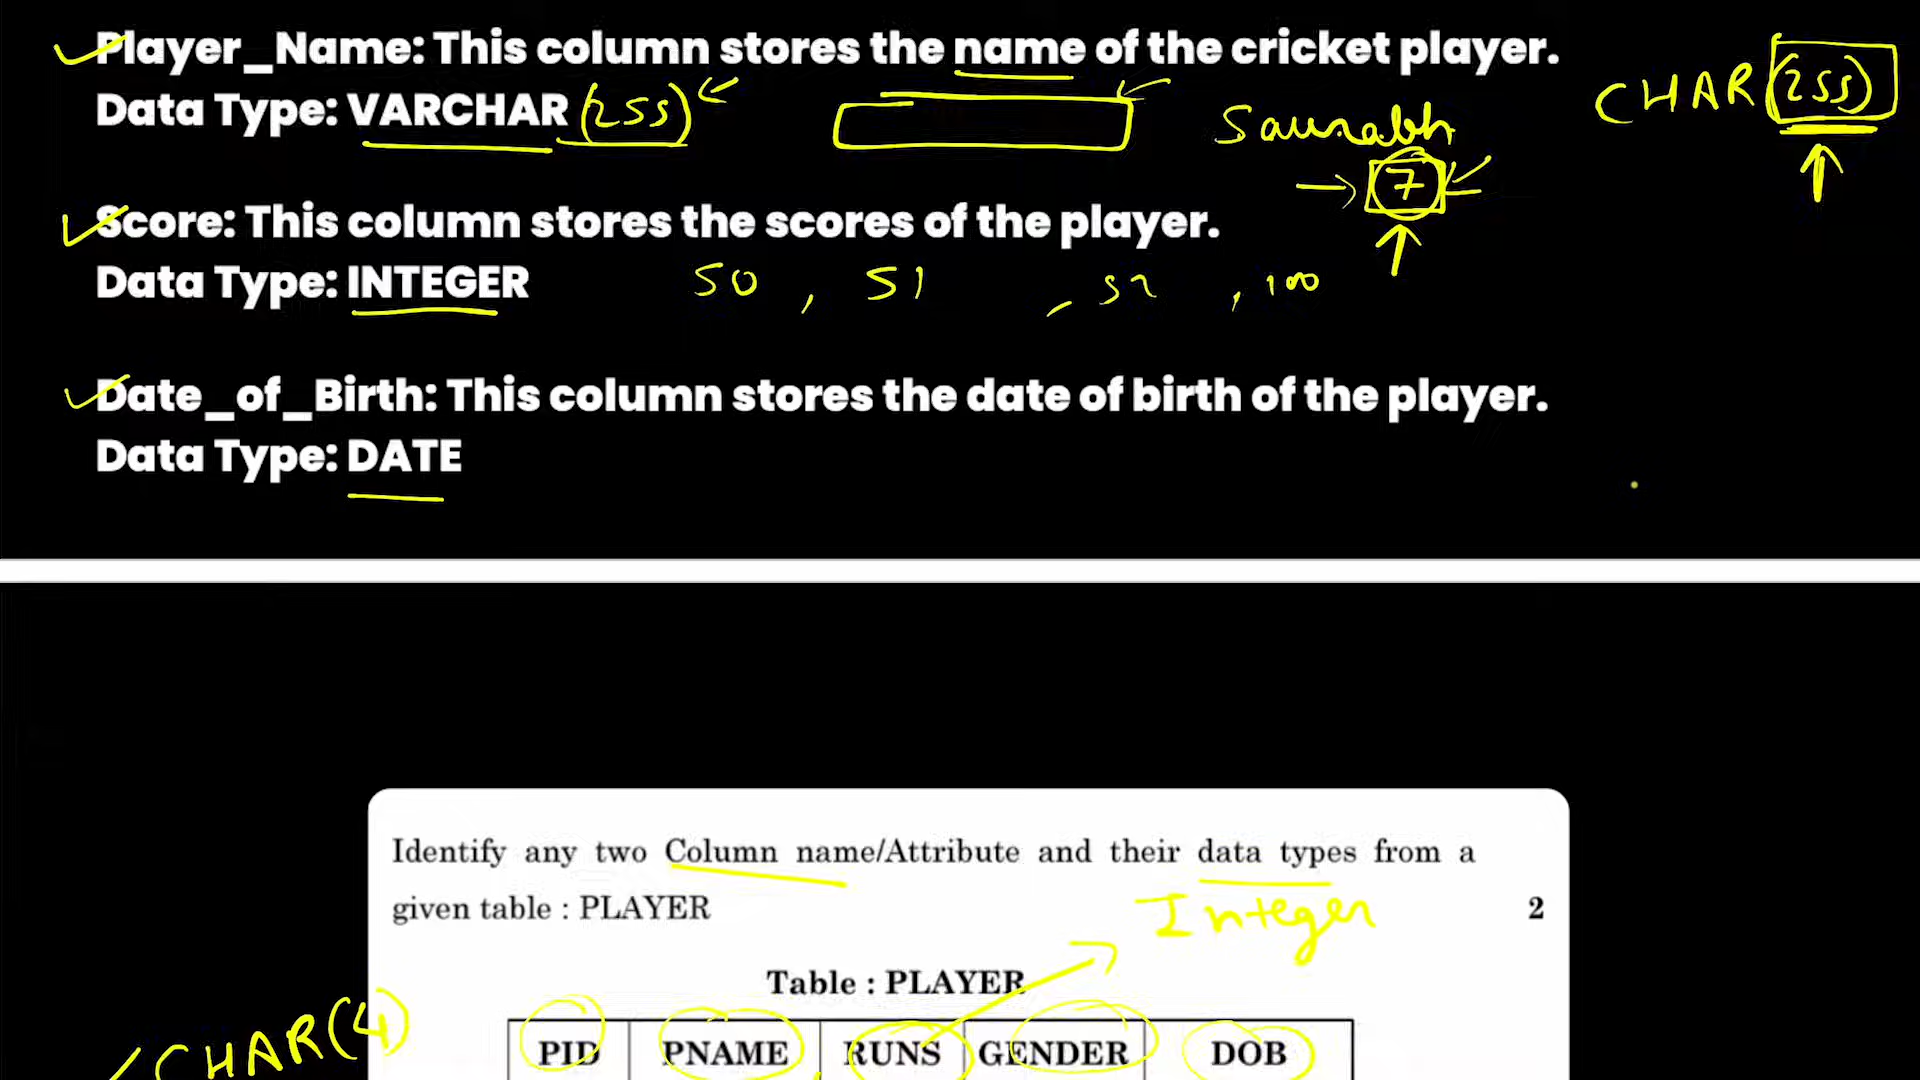 Player_Name: This column stores the name of the cricket player.
CHAR (255)
Data Type: VARCHAR (255)
Saurabh
7
Score: This column stores the scores of the player.
Data Type: INTEGER
50, 51, 52, 100
Date_of_Birth: This column stores the date of birth of the player.
Data Type: DATE
Identify any two Column name/Attribute and their data types from a
given table : PLAYER 2
Integer
Table : PLAYER
CHAR(4)
PID PNAME RUNS GENDER DOB